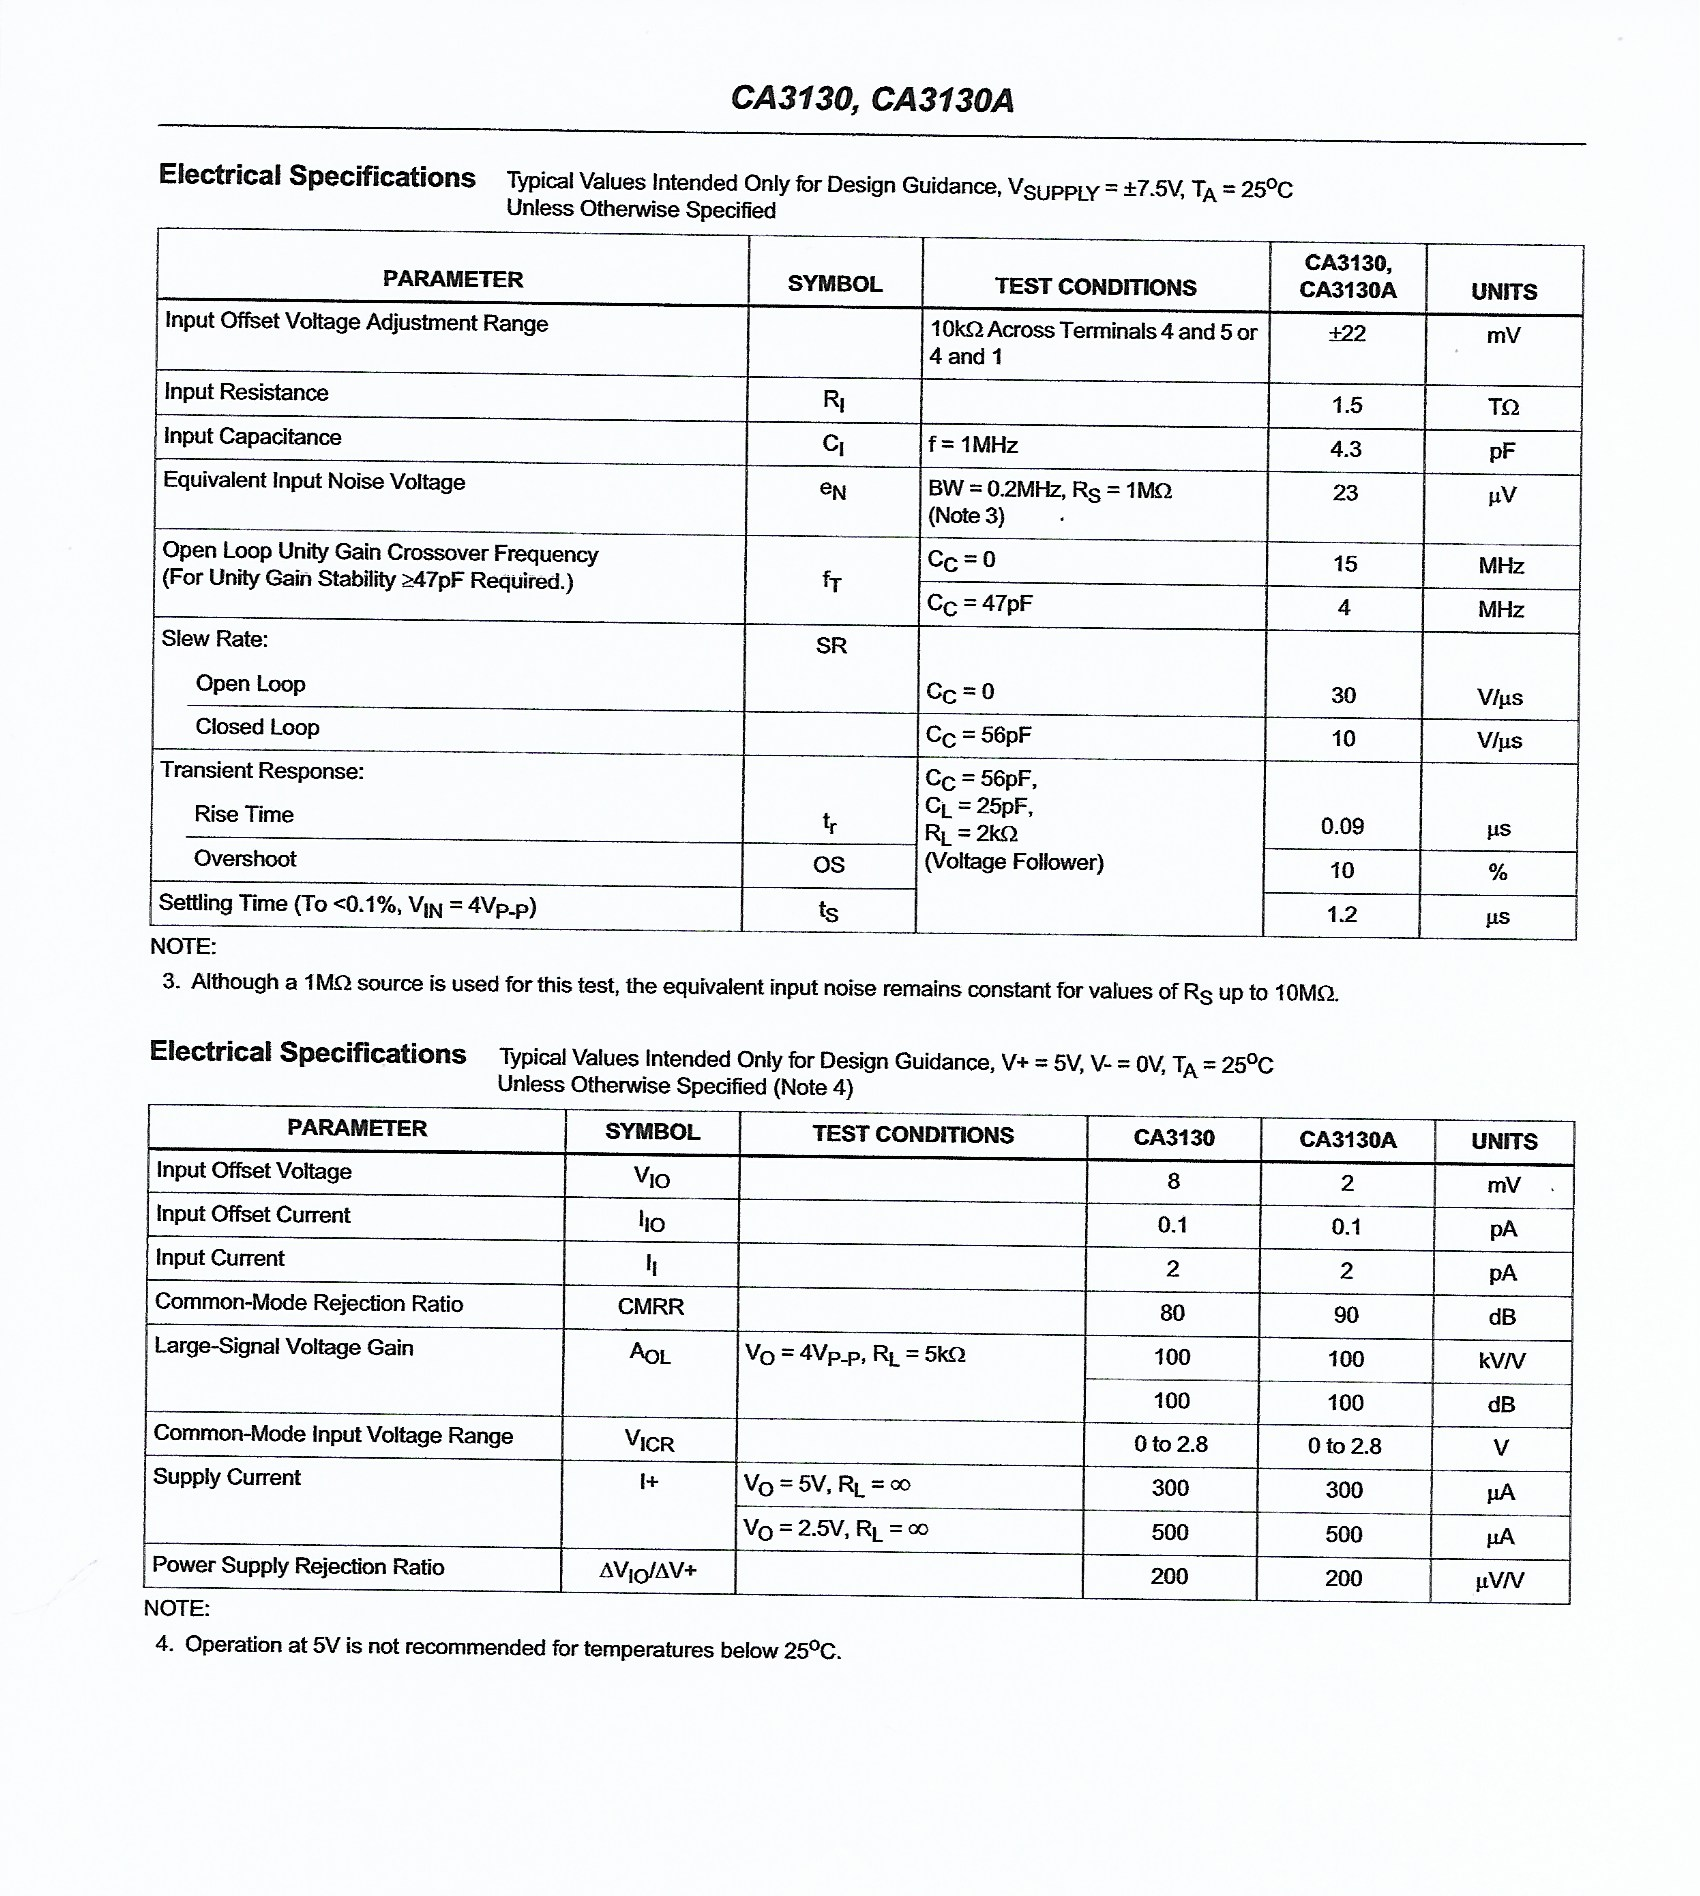 CA3130, CA3130A
Electrical Specifications Typical Values Intended Only for Design Guidance, VSUPPLY = ±7.5V, TA = 25ºC
Unless Otherwise Specified
PARAMETER SYMBOL TEST CONDITIONS CA3130, CA3130A UNITS
Input Offset Voltage Adjustment Range 10kΩ Across Terminals 4 and 5 or ±22 mV
4 and 1
Input Resistance RI 1.5 TΩ
Input Capacitance CI f = 1MHz 4.3 pF
Equivalent Input Noise Voltage eN BW = 0.2MHz, RS = 1MΩ 23 µV
(Note 3)
Open Loop Unity Gain Crossover Frequency CC = 0 15 MHz
(For Unity Gain Stability ≥47pF Required.) fT CC = 47pF 4 MHz
Slew Rate: SR
Open Loop CC = 0 30 V/µs
Closed Loop CC = 56pF 10 V/µs
Transient Response: CC = 56pF,
CL = 25pF,
Rise Time tr RL = 2kΩ 0.09 µs
Overshoot OS (Voltage Follower) 10 %
Settling Time (To <0.1%, VIN = 4VP-P) tS 1.2 µs
NOTE:
3. Although a 1MΩ source is used for this test, the equivalent input noise remains constant for values of RS up to 10MΩ.
Electrical Specifications Typical Values Intended Only for Design Guidance, V+ = 5V, V- = 0V, TA = 25ºC
Unless Otherwise Specified (Note 4)
PARAMETER SYMBOL TEST CONDITIONS CA3130 CA3130A UNITS
Input Offset Voltage VIO 8 2 mV
Input Offset Current IIO 0.1 0.1 pA
Input Current II 2 2 pA
Common-Mode Rejection Ratio CMRR 80 90 dB
Large-Signal Voltage Gain AOL VO = 4VP-P, RL = 5kΩ 100 100 kV/V
100 100 dB
Common-Mode Input Voltage Range VICR 0 to 2.8 0 to 2.8 V
Supply Current I+ VO = 5V, RL = ∞ 300 300 µA
VO = 2.5V, RL = ∞ 500 500 µA
Power Supply Rejection Ratio ΔVIO/ΔV+ 200 200 µV/V
NOTE:
4. Operation at 5V is not recommended for temperatures below 25ºC.